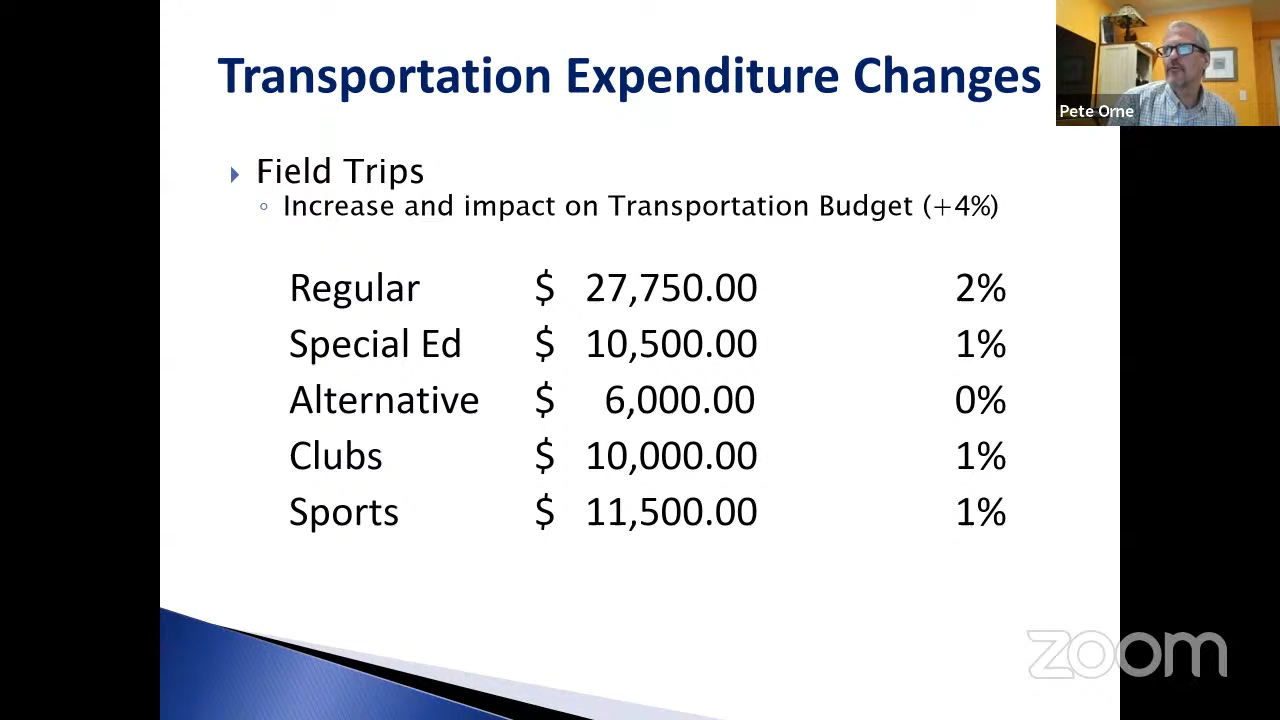 Transportation Expenditure Changes
Pete Orne
Field Trips
Increase and impact on Transportation Budget (+4%)
Regular $ 27,750.00 2%
Special Ed $ 10,500.00 1%
Alternative $ 6,000.00 0%
Clubs $ 10,000.00 1%
Sports $ 11,500.00 1%
zoom